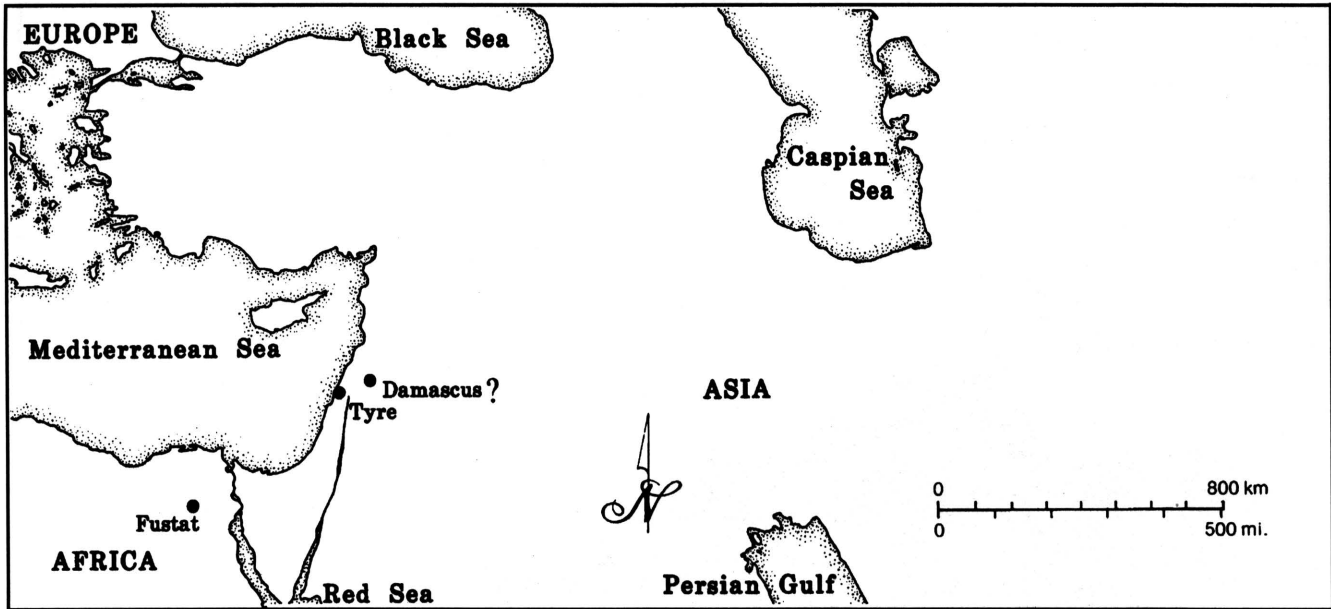 EUROPE
Black Sea
Caspian
Sea
Mediterranean Sea
Damascus?
Tyre
ASIA
N
0 800 km
0 500 mi.
Fustat
AFRICA
Red Sea
Persian Gulf